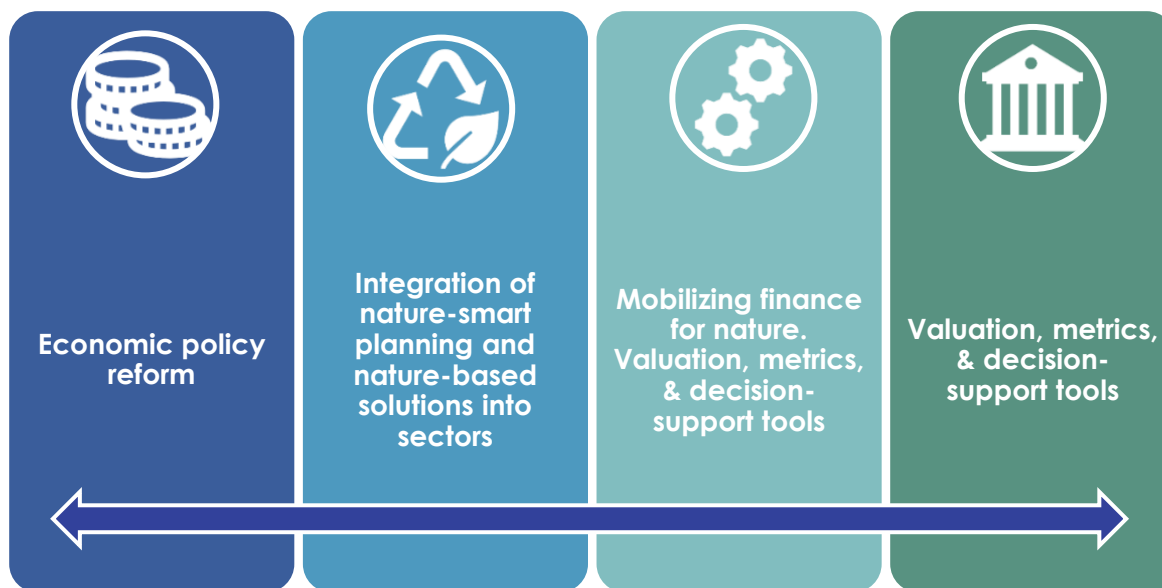 Economic policy
reform
Integration of
nature-smart
planning and
nature-based
solutions into
sectors
Mobilizing finance
for nature.
Valuation, metrics,
& decision-
support tools
Valuation, metrics,
& decision-
support tools